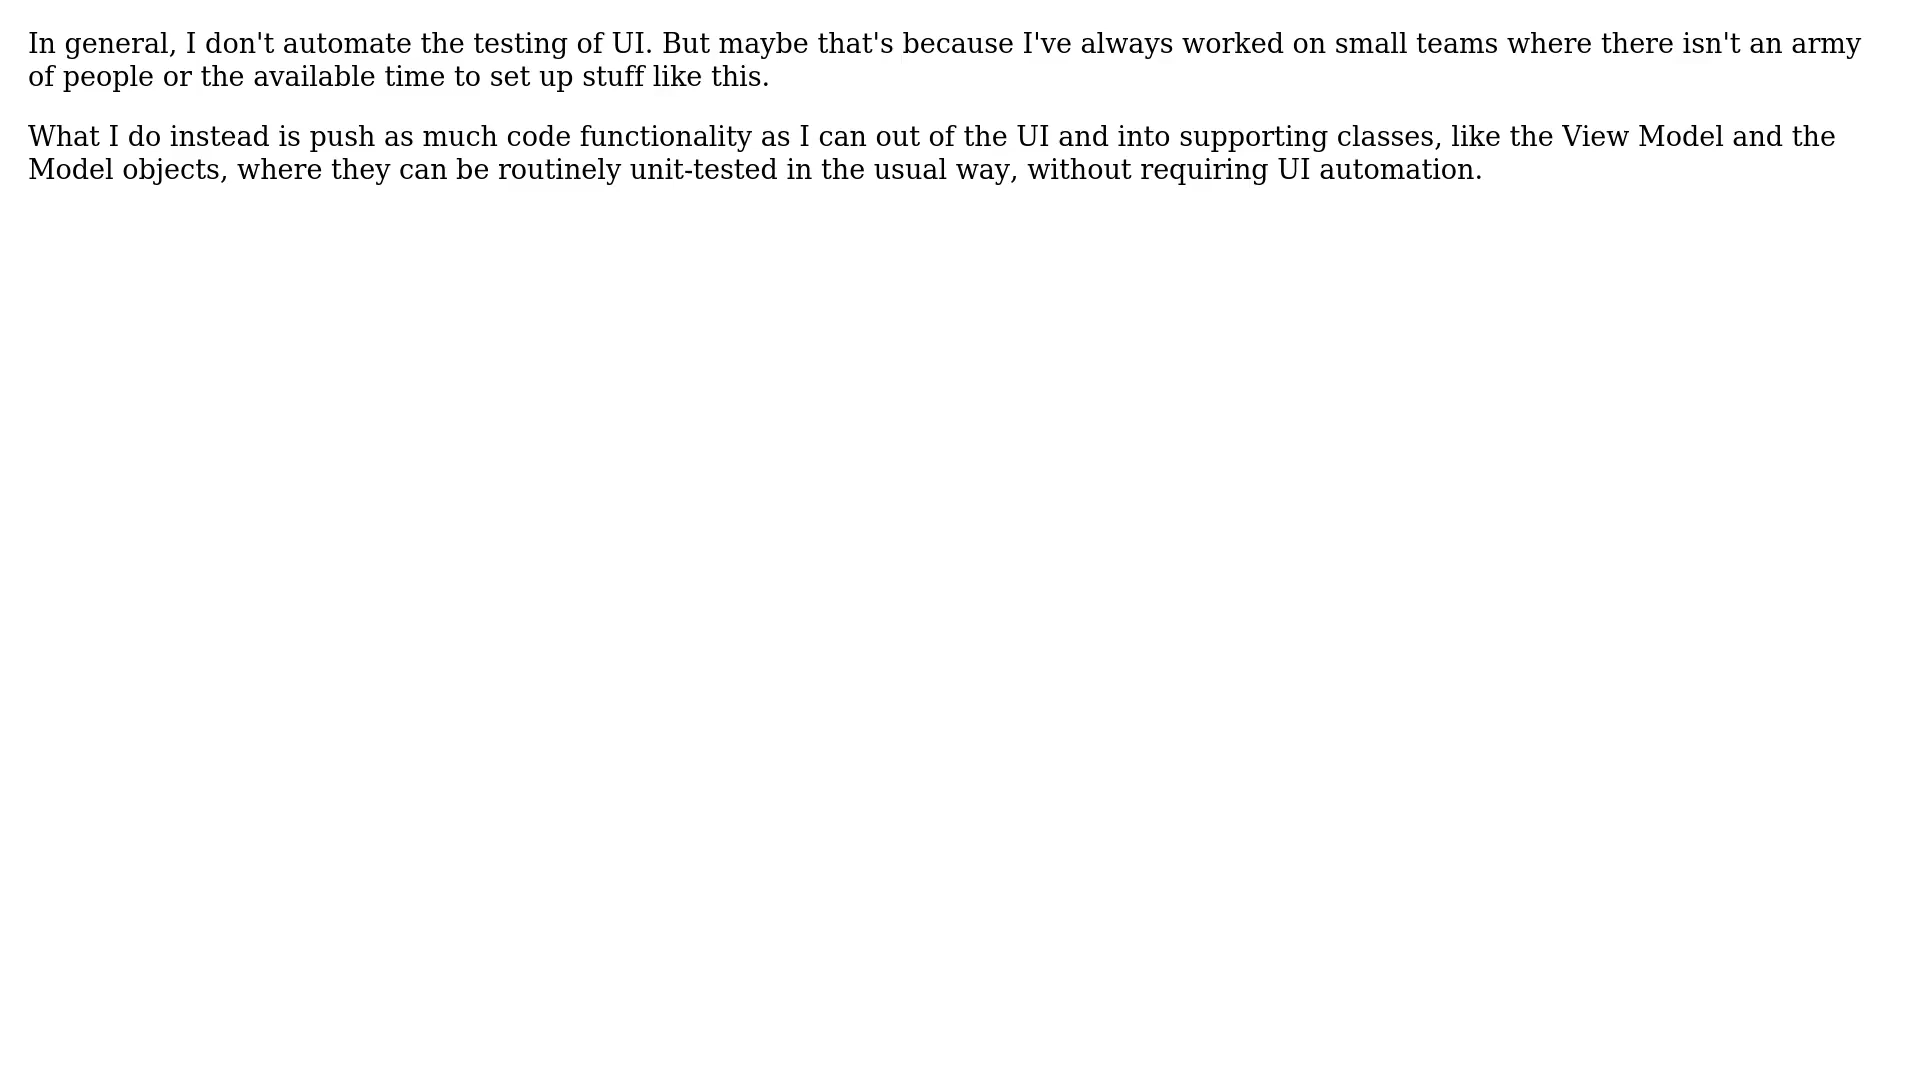 In general, I don't automate the testing of UI. But maybe that's because I've always worked on small teams where there isn't an army
of people or the available time to set up stuff like this.
What I do instead is push as much code functionality as I can out of the UI and into supporting classes, like the View Model and the
Model objects, where they can be routinely unit-tested in the usual way, without requiring UI automation.